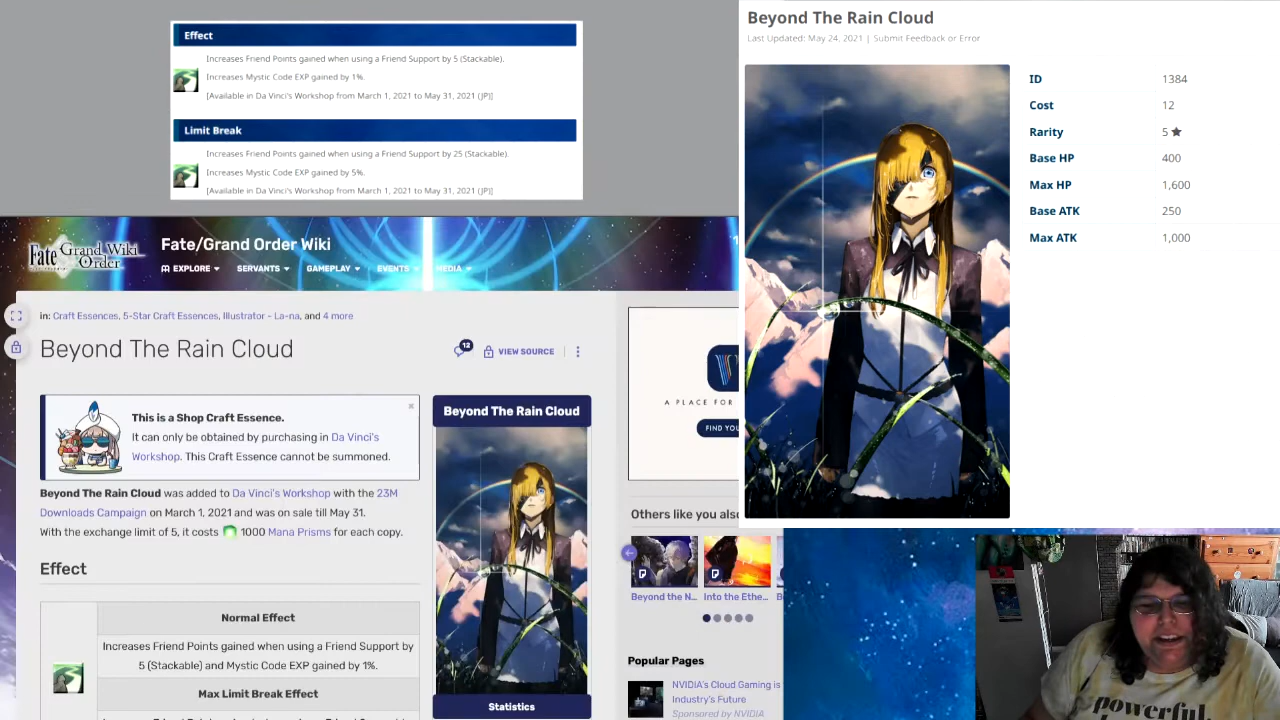 Effect
Increases Friend Points gained when using a Friend Support by 5 (Stackable).
Increases Mystic Code EXP gained by 1%.
[Available in Da Vinci's Workshop from March 1, 2021 to May 31, 2021 (JP)]
Limit Break
Increases Friend Points gained when using a Friend Support by 25 (Stackable).
Increases Mystic Code EXP gained by 5%.
[Available in Da Vinci's Workshop from March 1, 2021 to May 31, 2021 (JP)]
Beyond The Rain Cloud
Last Updated: May 24, 2021 | Submit Feedback or Error
ID 1384
Cost 12
Rarity 5 ★
Base HP 400
Max HP 1,600
Base ATK 250
Max ATK 1,000
Fate Grand Order Wiki
Fate/Grand Order Wiki
EXPLORE SERVANTS GAMEPLAY EVENTS MEDIA
in: Craft Essences, 5-Star Craft Essences, Illustrator - La-na, and 4 more
Beyond The Rain Cloud
12
VIEW SOURCE
This is a Shop Craft Essence.
It can only be obtained by purchasing in Da Vinci's
Workshop. This Craft Essence cannot be summoned.
Beyond The Rain Cloud was added to Da Vinci's Workshop with the 23M
Downloads Campaign on March 1, 2021 and was on sale till May 31.
With the exchange limit of 5, it costs 1000 Mana Prisms for each copy.
Effect
Normal Effect
Increases Friend Points gained when using a Friend Support by
5 (Stackable) and Mystic Code EXP gained by 1%.
Max Limit Break Effect
Beyond The Rain Cloud
Statistics
A PLACE FOR
FIND YOU
Others like you also
Beyond the N... Into the Ethe...
Popular Pages
NVIDIA's Cloud Gaming is
Industry's Future
Sponsored by NVIDIA
powerful